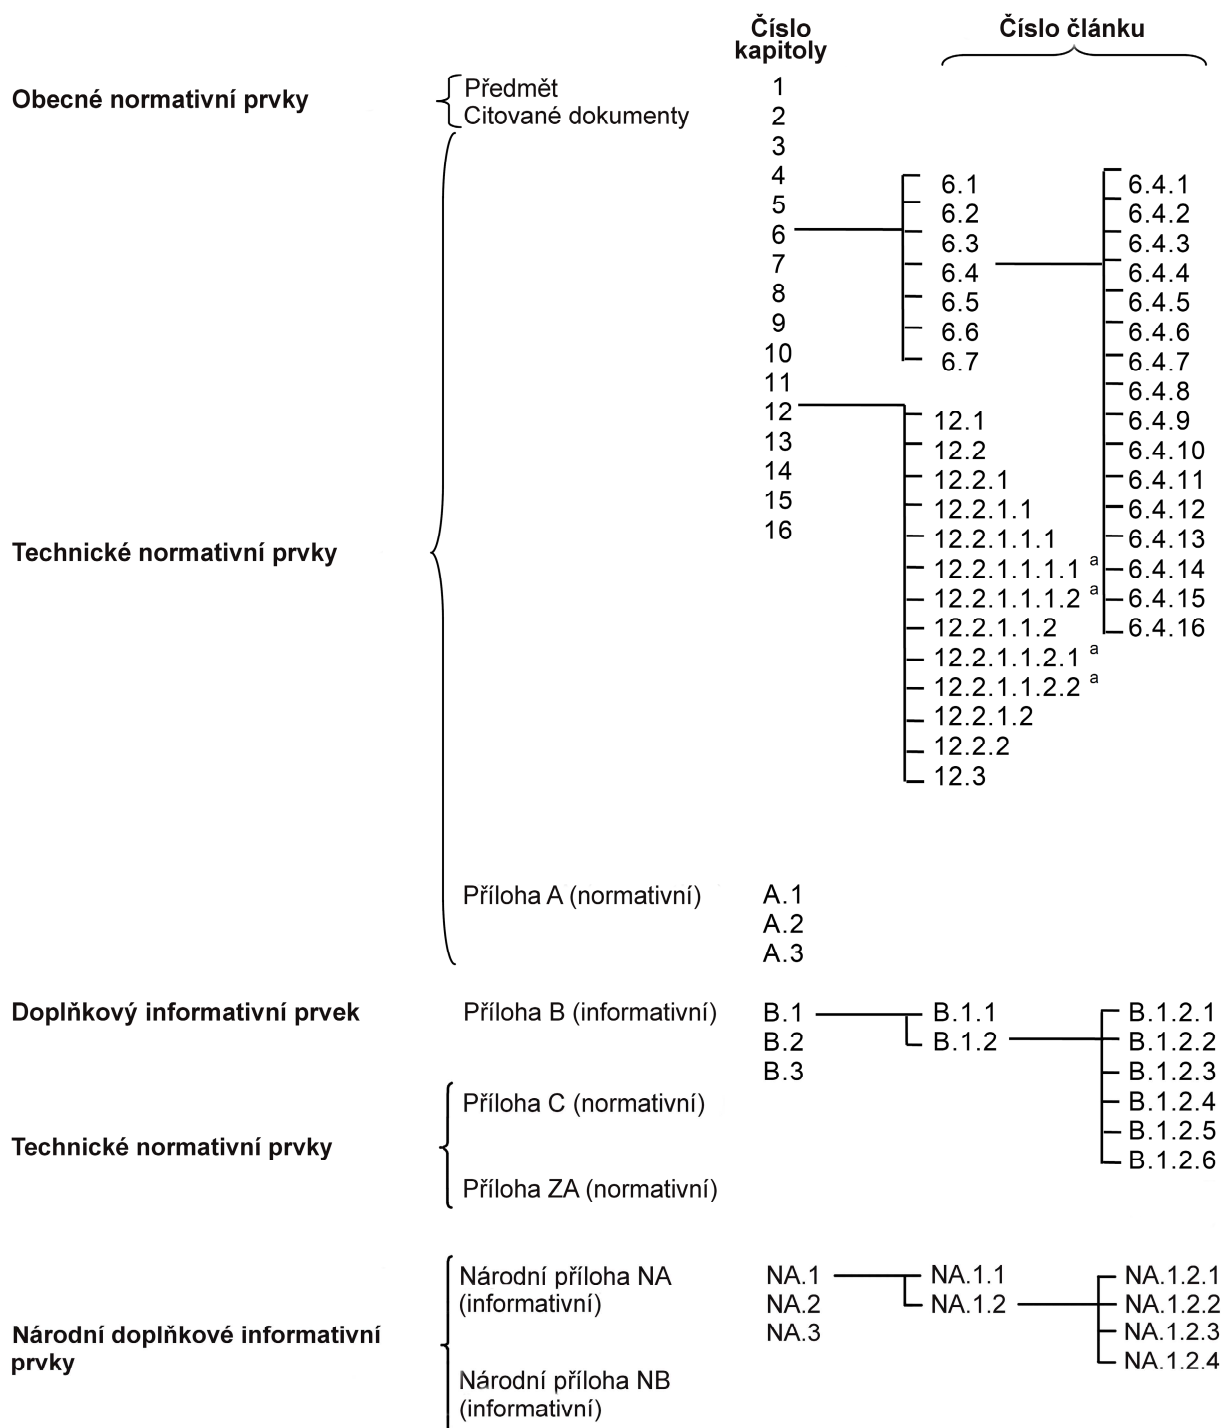 Číslo
kapitoly
Číslo článku
Obecné normativní prvky
Předmět
Citované dokumenty
1
2
Technické normativní prvky
3
4
5
6
7
8
9
10
11
12
13
14
15
16
6.1
6.2
6.3
6.4
6.5
6.6
6.7
6.4.1
6.4.2
6.4.3
6.4.4
6.4.5
6.4.6
6.4.7
6.4.8
6.4.9
6.4.10
6.4.11
6.4.12
6.4.13
6.4.14
6.4.15
6.4.16
12.1
12.2
12.2.1
12.2.1.1
12.2.1.1.1
12.2.1.1.1.1 a
12.2.1.1.1.2 a
12.2.1.1.2
12.2.1.1.2.1 a
12.2.1.1.2.2 a
12.2.1.2
12.2.2
12.3
Příloha A (normativní)
A.1
A.2
A.3
Doplňkový informativní prvek
Příloha B (informativní)
B.1
B.2
B.3
B.1.1
B.1.2
B.1.2.1
B.1.2.2
B.1.2.3
B.1.2.4
B.1.2.5
B.1.2.6
Technické normativní prvky
Příloha C (normativní)
Příloha ZA (normativní)
Národní doplňkové informativní
prvky
Národní příloha NA
(informativní)
NA.1
NA.2
NA.3
NA.1.1
NA.1.2
NA.1.2.1
NA.1.2.2
NA.1.2.3
NA.1.2.4
Národní příloha NB
(informativní)